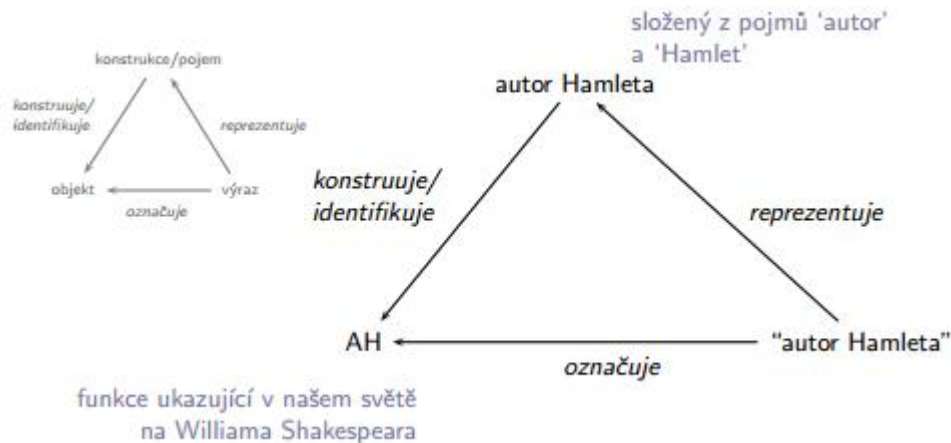 složený z pojmů ‘autor’
a ‘Hamlet’
konstrukce/pojem
konstruuje/
identifikuje
reprezentuje
objekt
výraz
označuje
autor Hamleta
konstruuje/
identifikuje
reprezentuje
AH
“autor Hamleta”
označuje
funkce ukazující v našem světě
na Williama Shakespeara